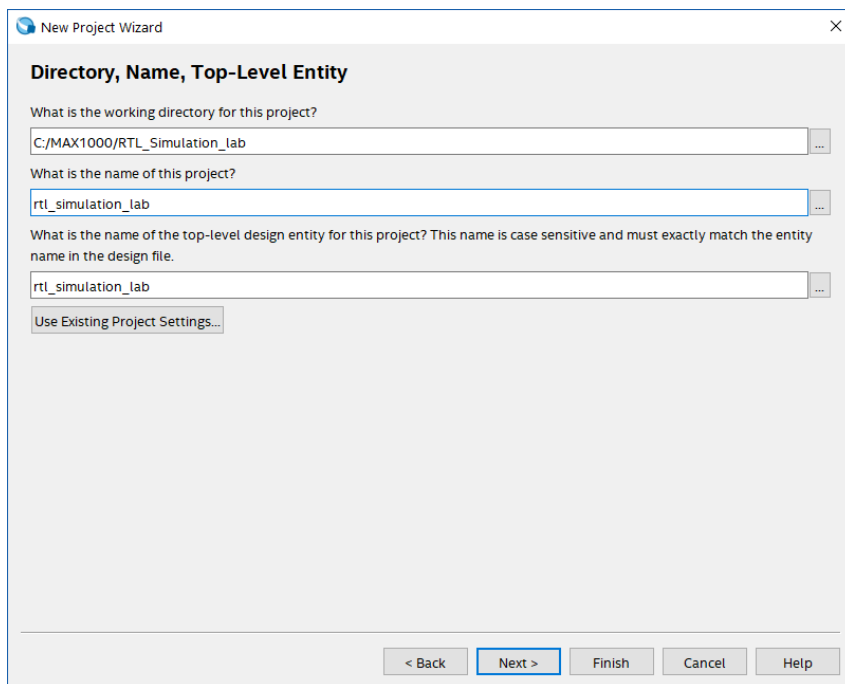 New Project Wizard
Directory, Name, Top-Level Entity
What is the working directory for this project?
C:/MAX1000/RTL_Simulation_lab
...
What is the name of this project?
rtl_simulation_lab
...
What is the name of the top-level design entity for this project? This name is case sensitive and must exactly match the entity
name in the design file.
rtl_simulation_lab
...
Use Existing Project Settings...
< Back Next > Finish Cancel Help